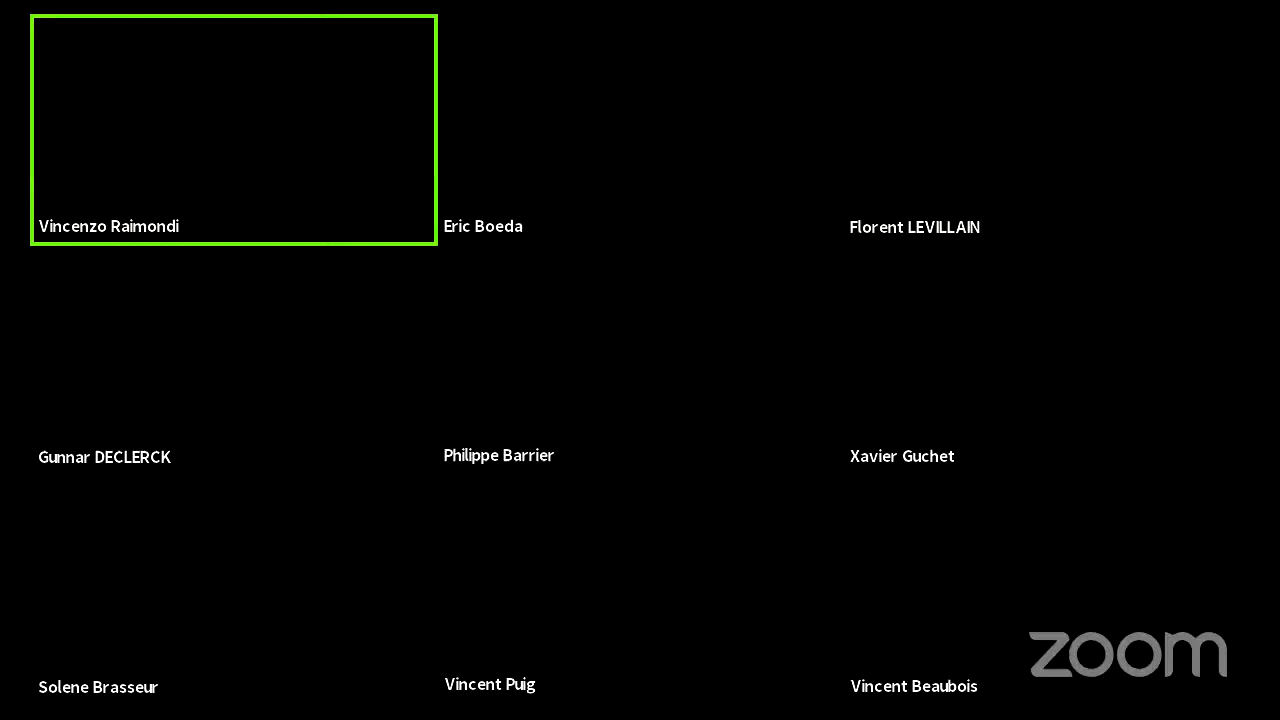 Vincenzo Raimondi
Eric Boeda
Florent LEVILLAIN
Gunnar DECLERCK
Philippe Barrier
Xavier Guchet
Solene Brasseur
Vincent Puig
Vincent Beaubois
zoom